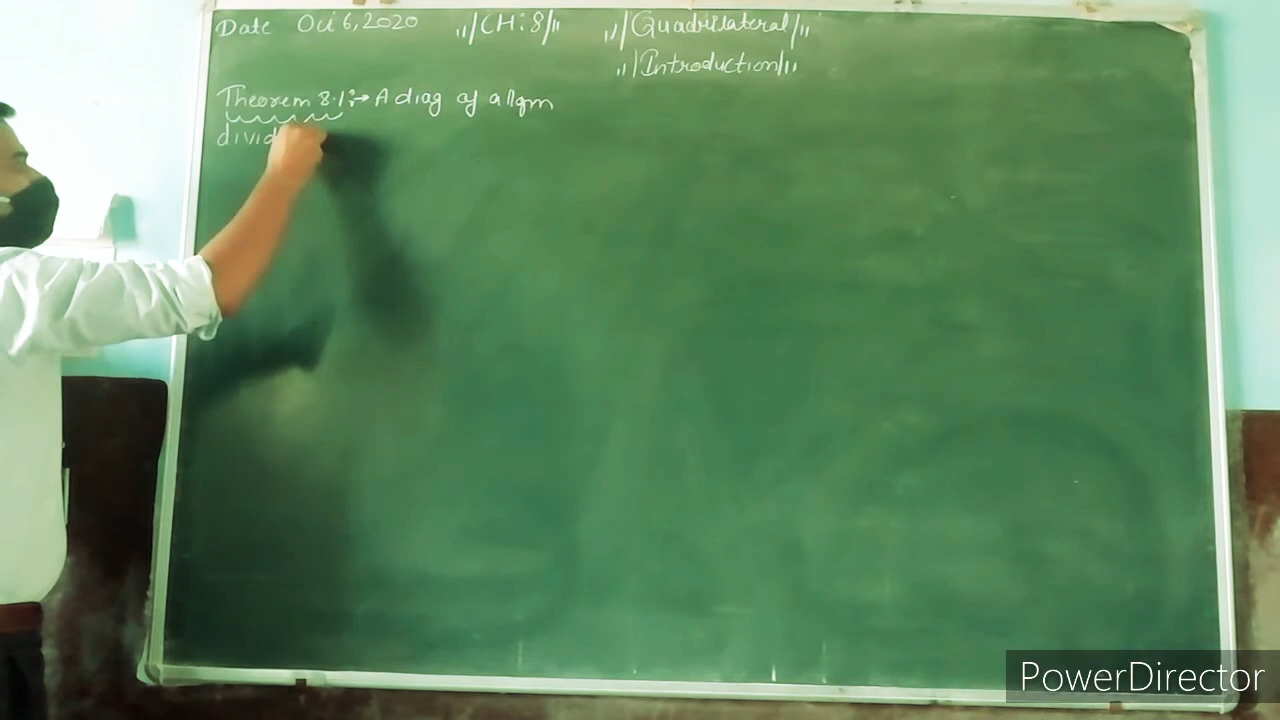 Date Oct 6, 2020 ,,/CH:8/,, ,,/Quadrilateral/,,
,,/Introduction/,,
Theorem 8.1:→ A diag of a llgm
divid
PowerDirector